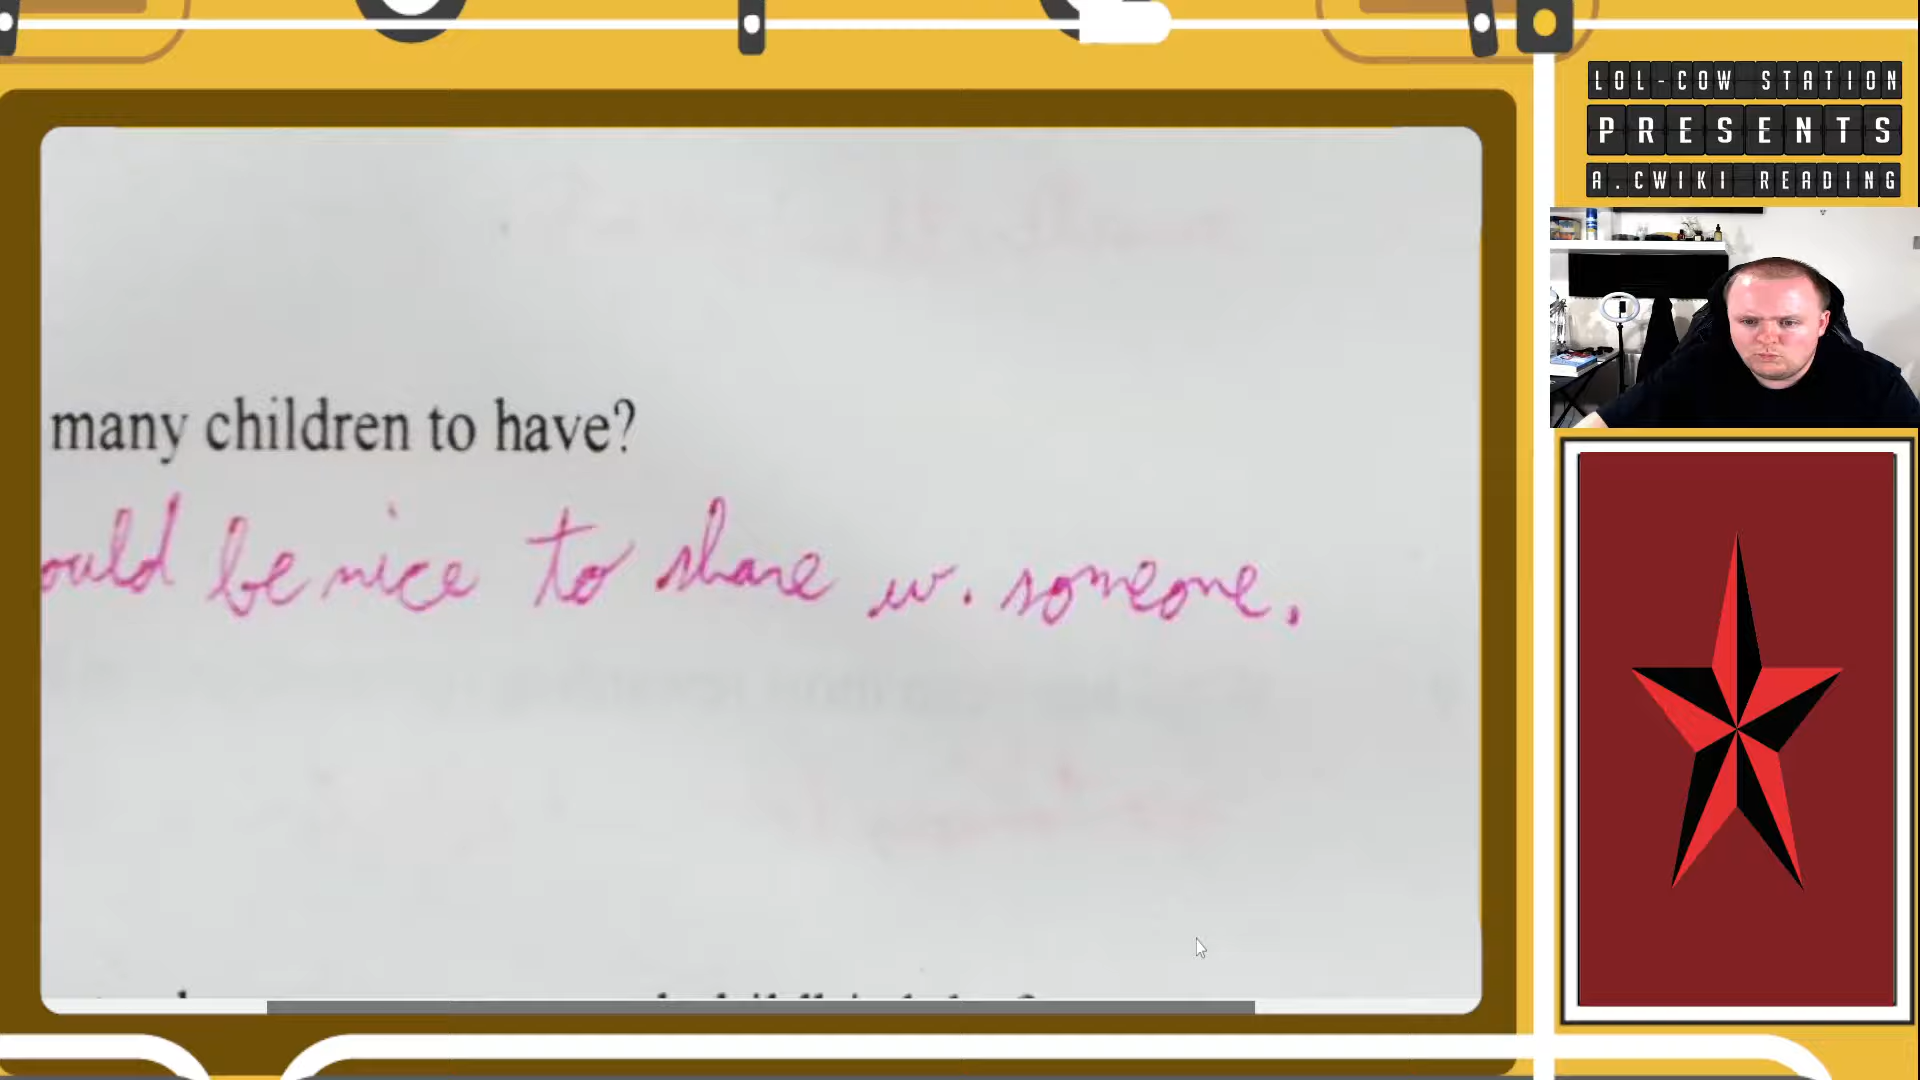 LOL-COW STATION
PRESENTS
A.CWIKI READING
many children to have?
ould be nice to share w. someone.